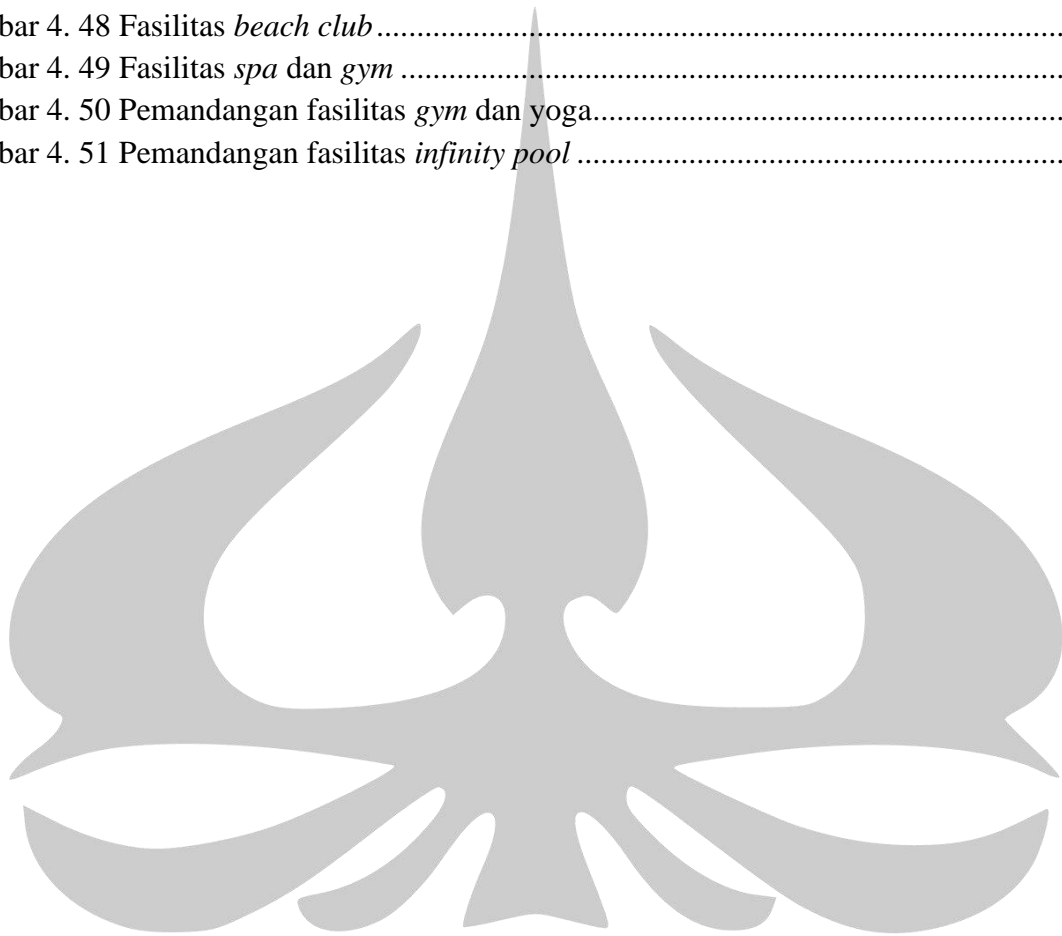 bar 4. 48 Fasilitas beach club....................................................................................
bar 4. 49 Fasilitas spa dan gym .................................................................................
bar 4. 50 Pemandangan fasilitas gym dan yoga.........................................................
bar 4. 51 Pemandangan fasilitas infinity pool ...........................................................